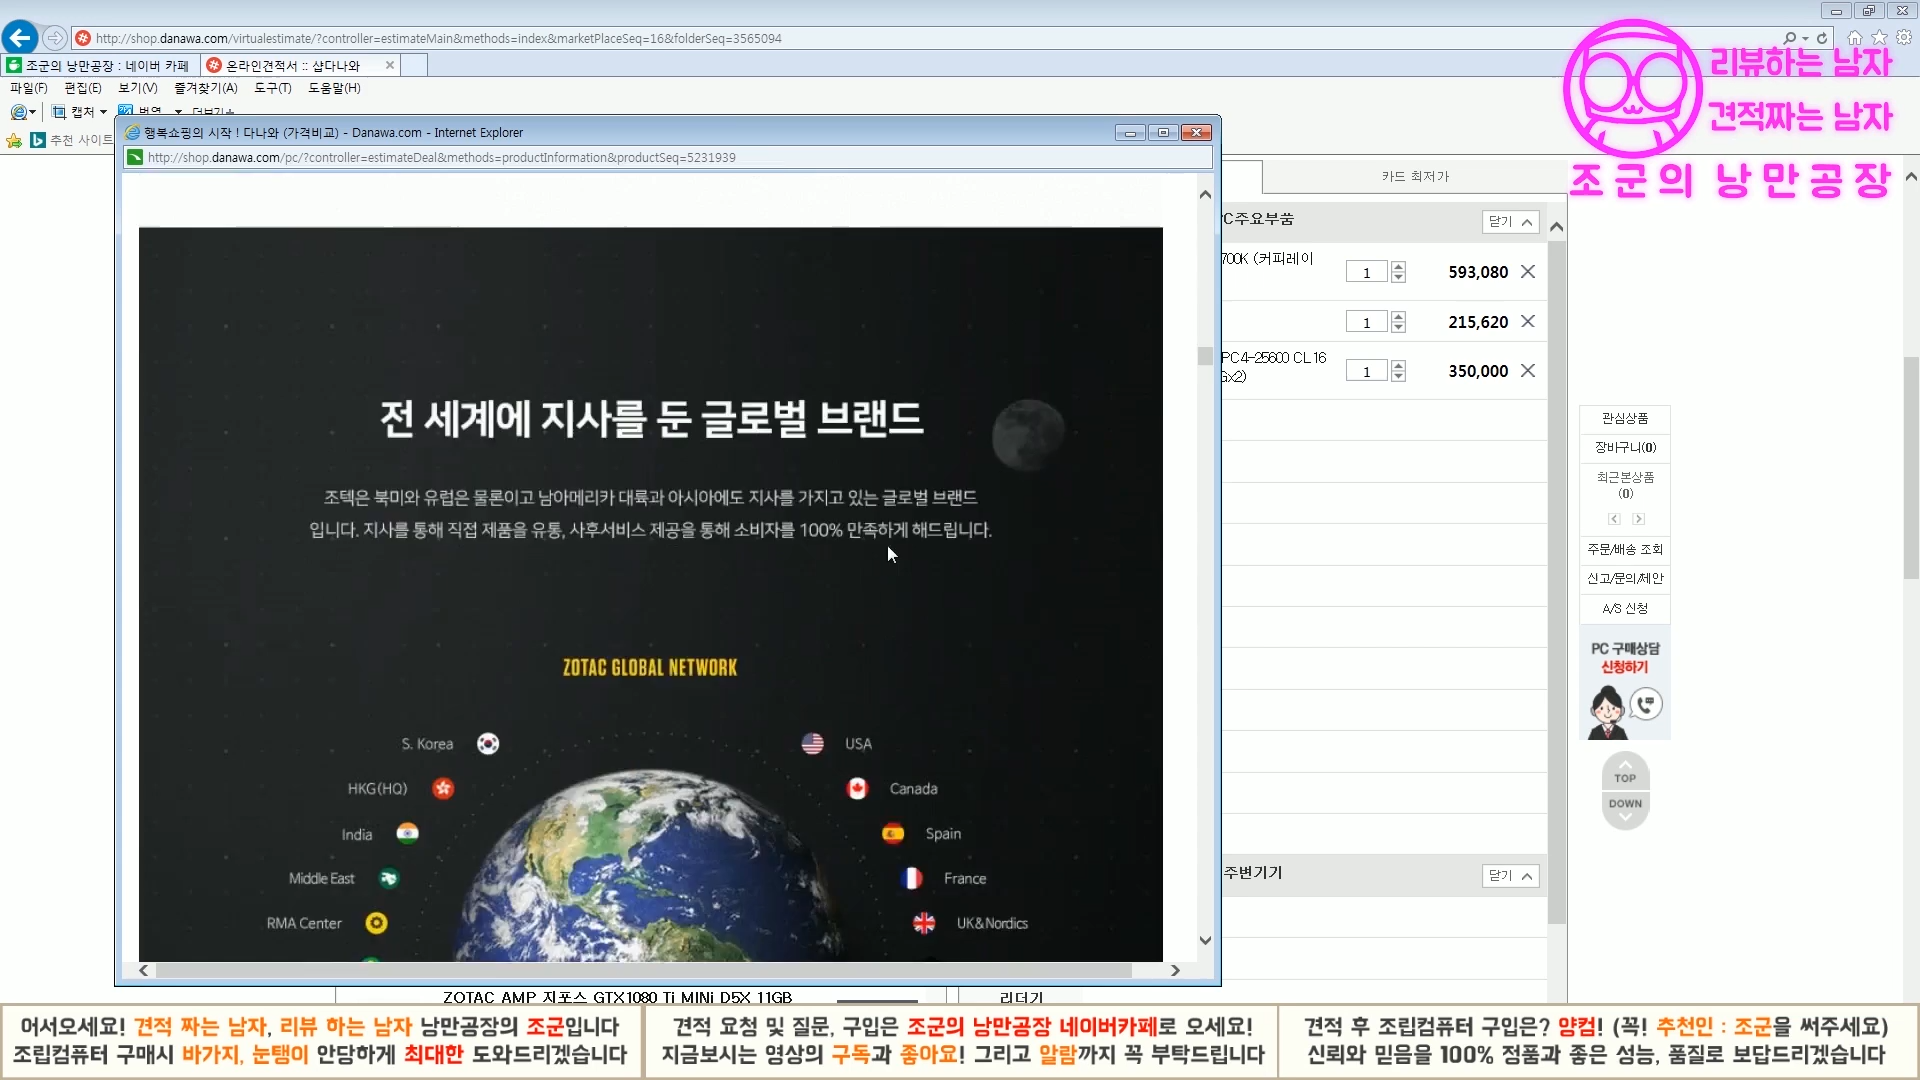 http://shop.danawa.com/virtualestimate/?controller=estimateMain&methods=index&marketPlaceSeq=16&folderSeq=3565094
조군의 낭만공장 : 네이버 카페
온라인견적서 :: 샵다나와
파일(F) 편집(E) 보기(V) 즐겨찾기(A) 도구(T) 도움말(H)
캡처 번역 더보기+
추천 사이트
행복쇼핑의 시작 ! 다나와 (가격비교) - Danawa.com - Internet Explorer
http://shop.danawa.com/pc/?controller=estimateDeal&methods=productInformation&productSeq=5231939
리뷰하는 남자
견적짜는 남자
조군의 낭만공장
전 세계에 지사를 둔 글로벌 브랜드
조텍은 북미와 유럽은 물론이고 남아메리카 대륙과 아시아에도 지사를 가지고 있는 글로벌 브랜드
입니다. 지사를 통해 직접 제품을 유통, 사후서비스 제공을 통해 소비자를 100% 만족하게 해드립니다.
ZOTAC GLOBAL NETWORK
S. Korea
USA
HKG(HQ)
Canada
India
Spain
Middle East
France
RMA Center
UK&Nordics
카드 최저가
PC주요부품
닫기
700K (커피레이
1
593,080
1
215,620
PC4-25600 CL16
Gx2)
1
350,000
주변기기
닫기
관심상품
장바구니(0)
최근본상품
(0)
주문/배송 조회
신고/문의/제안
A/S 신청
PC 구매상담
신청하기
TOP
DOWN
ZOTAC AMP 지포스 GTX1080 Ti MINi D5X 11GB
리더기
어서오세요! 견적 짜는 남자, 리뷰 하는 남자 낭만공장의 조군입니다
조립컴퓨터 구매시 바가지, 눈탱이 안담하게 최대한 도와드리겠습니다
견적 요청 및 질문, 구입은 조군의 낭만공장 네이버카페로 오세요!
지금보시는 영상의 구독과 좋아요! 그리고 알람까지 꼭 부탁드립니다
견적 후 조립컴퓨터 구입은? 얀컴! (꼭! 추천인 : 조군을 써주세요)
신뢰와 믿음을 100% 정품과 좋은 성능, 품질로 보답드리겠습니다